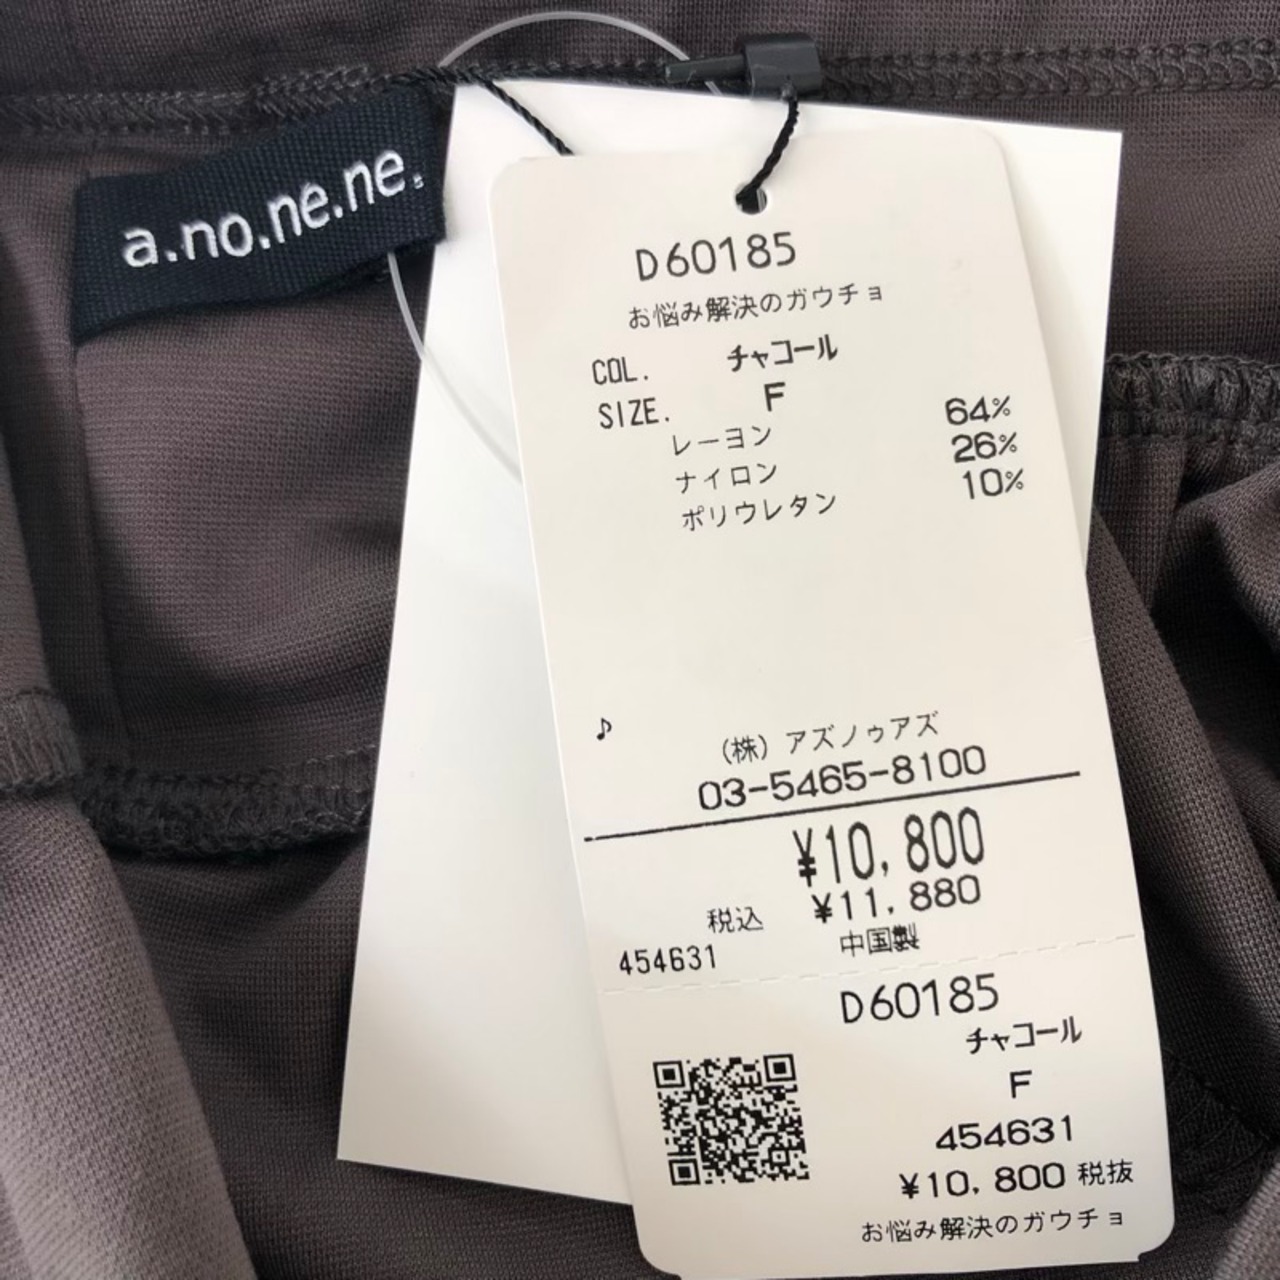 a.no.ne.ne.
D60185
お悩み解決のガウチョ
COL. チャコール
SIZE. F
レーヨン 64%
ナイロン 26%
ポリウレタン 10%
♪
(株) アズノゥアズ
03-5465-8100
¥10,800
税込 ¥11,880
454631 中国製
D60185
チャコール
F
454631
¥10,800 税抜
お悩み解決のガウチョ